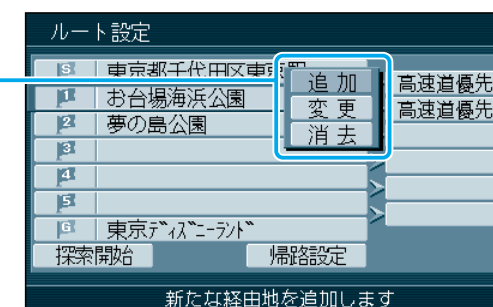 ルート設定
S 東京都千代田区東京駅
追加
高速道優先
1 お台場海浜公園
変更
高速道優先
2 夢の島公園
消去
3
4
5
G 東京ディズニーランド
探索開始 帰路設定
新たな経由地を追加します